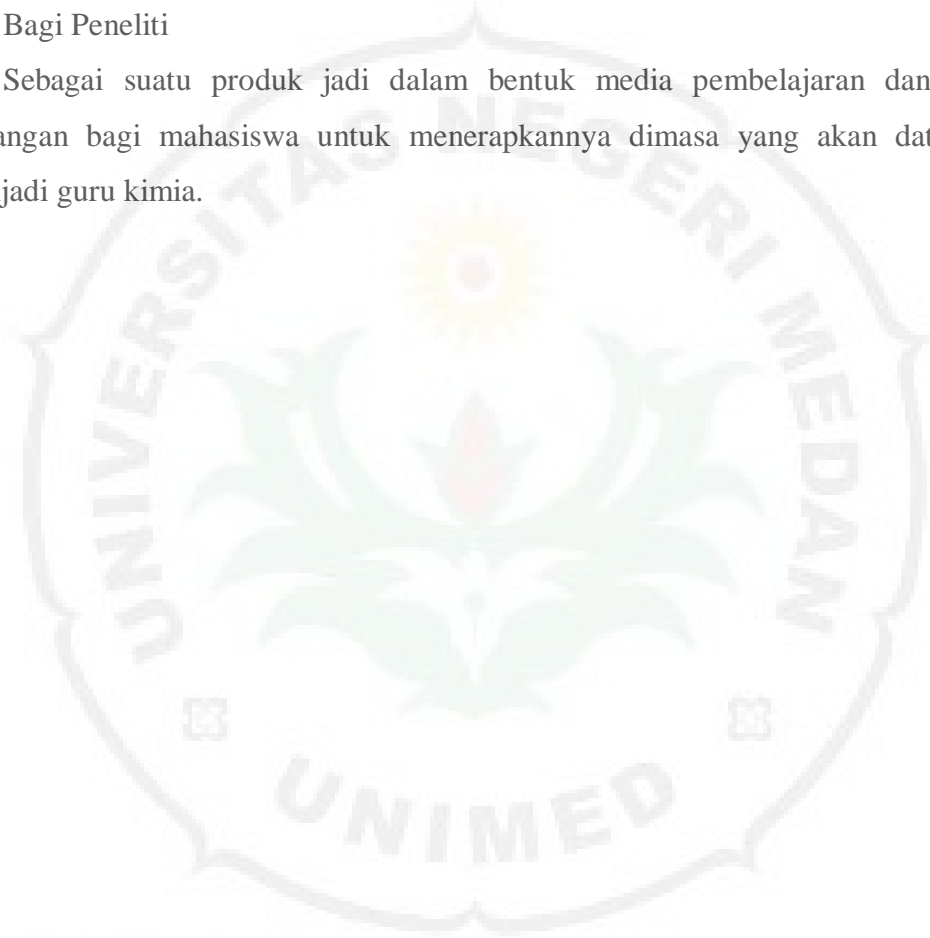 Bagi Peneliti
Sebagai suatu produk jadi dalam bentuk media pembelajaran dan
angan bagi mahasiswa untuk menerapkannya dimasa yang akan dat
jadi guru kimia.
UNIVERSITAS NEGERI MEDAN
UNIMED